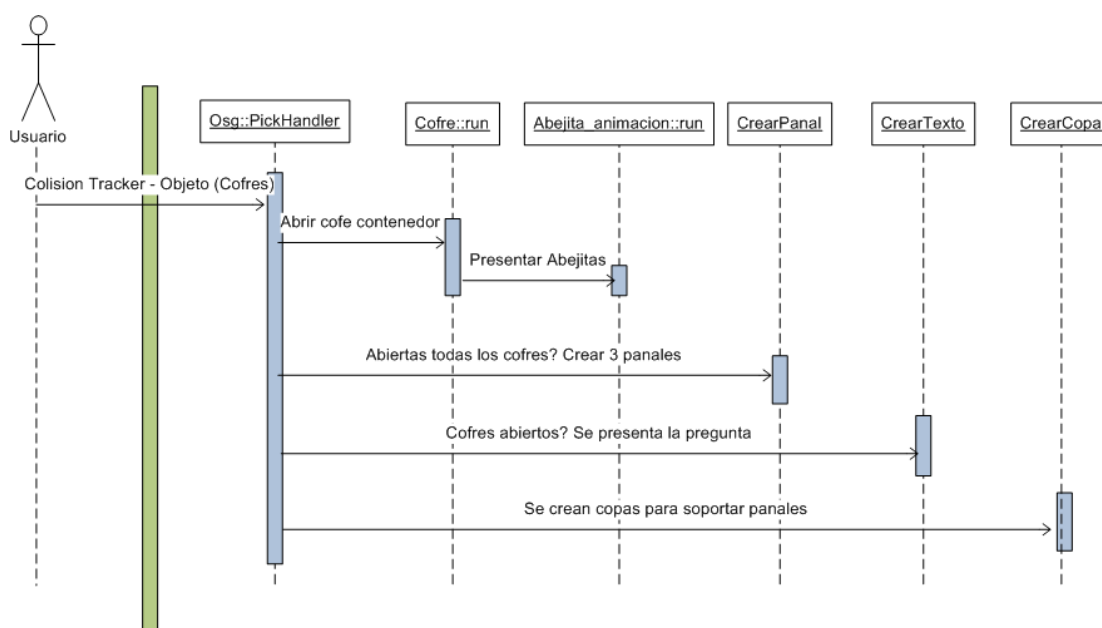 Usuario
Osg::PickHandler
Cofre::run
Abejita_animacion::run
CrearPanal
CrearTexto
CrearCopa
Colision Tracker - Objeto (Cofres)
Abrir cofe contenedor
Presentar Abejitas
Abiertas todas los cofres? Crear 3 panales
Cofres abiertos? Se presenta la pregunta
Se crean copas para soportar panales